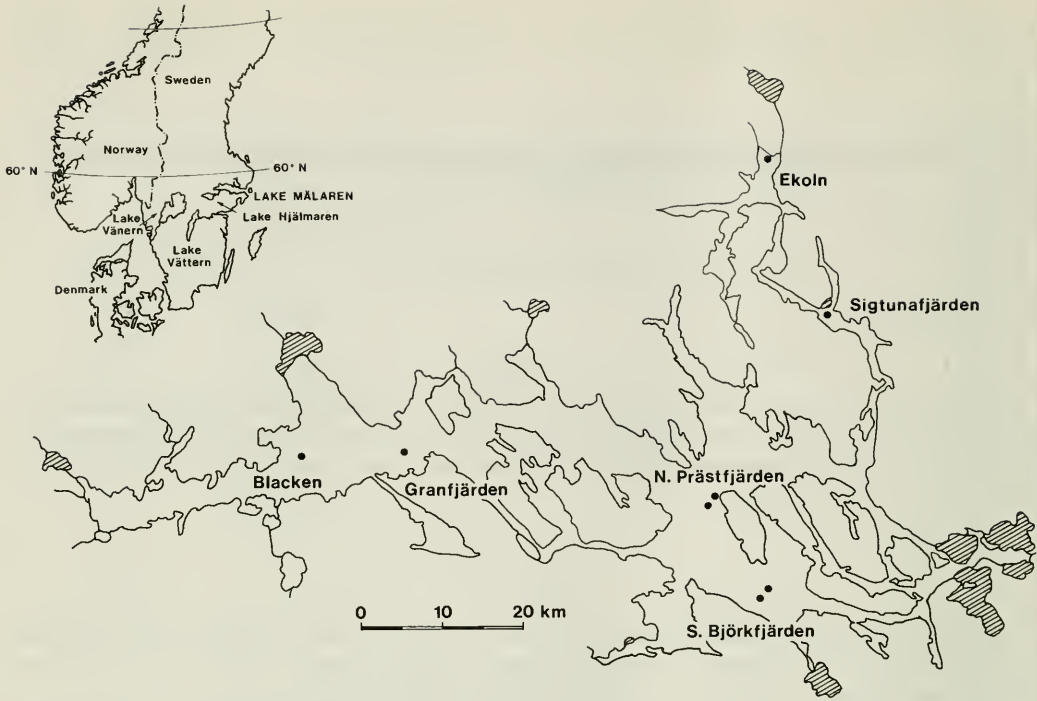 Sweden
Norway
60° N
60° N
LAKE MÄLAREN
Lake Hjälmaren
Lake
Vänern
Lake
Vättern
Denmark
Ekoln
Sigtunafjärden
Blacken
Granfjärden
N. Prästfjärden
S. Björkfjärden
0 10 20 km